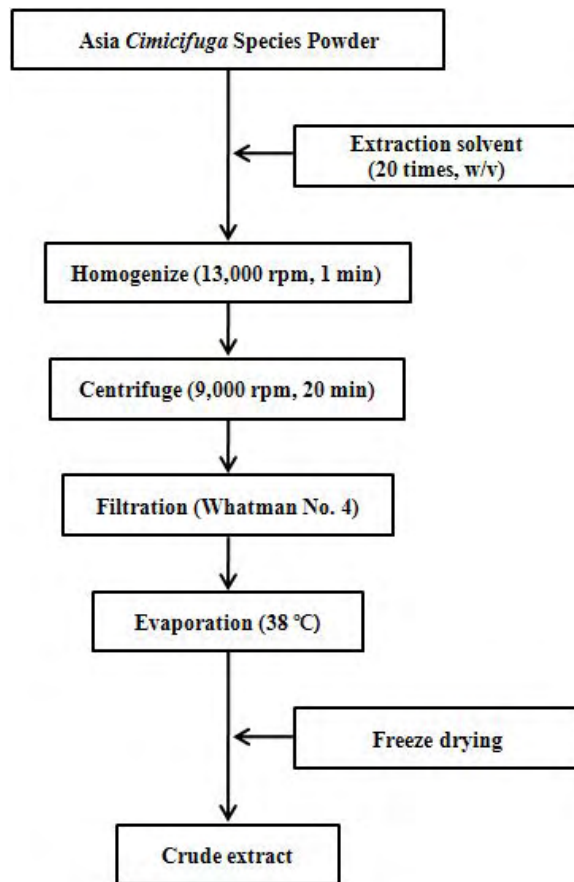 Asia Cimicifuga Species Powder
Extraction solvent
(20 times, w/v)
Homogenize (13,000 rpm, 1 min)
Centrifuge (9,000 rpm, 20 min)
Filtration (Whatman No. 4)
Evaporation (38 ℃)
Freeze drying
Crude extract